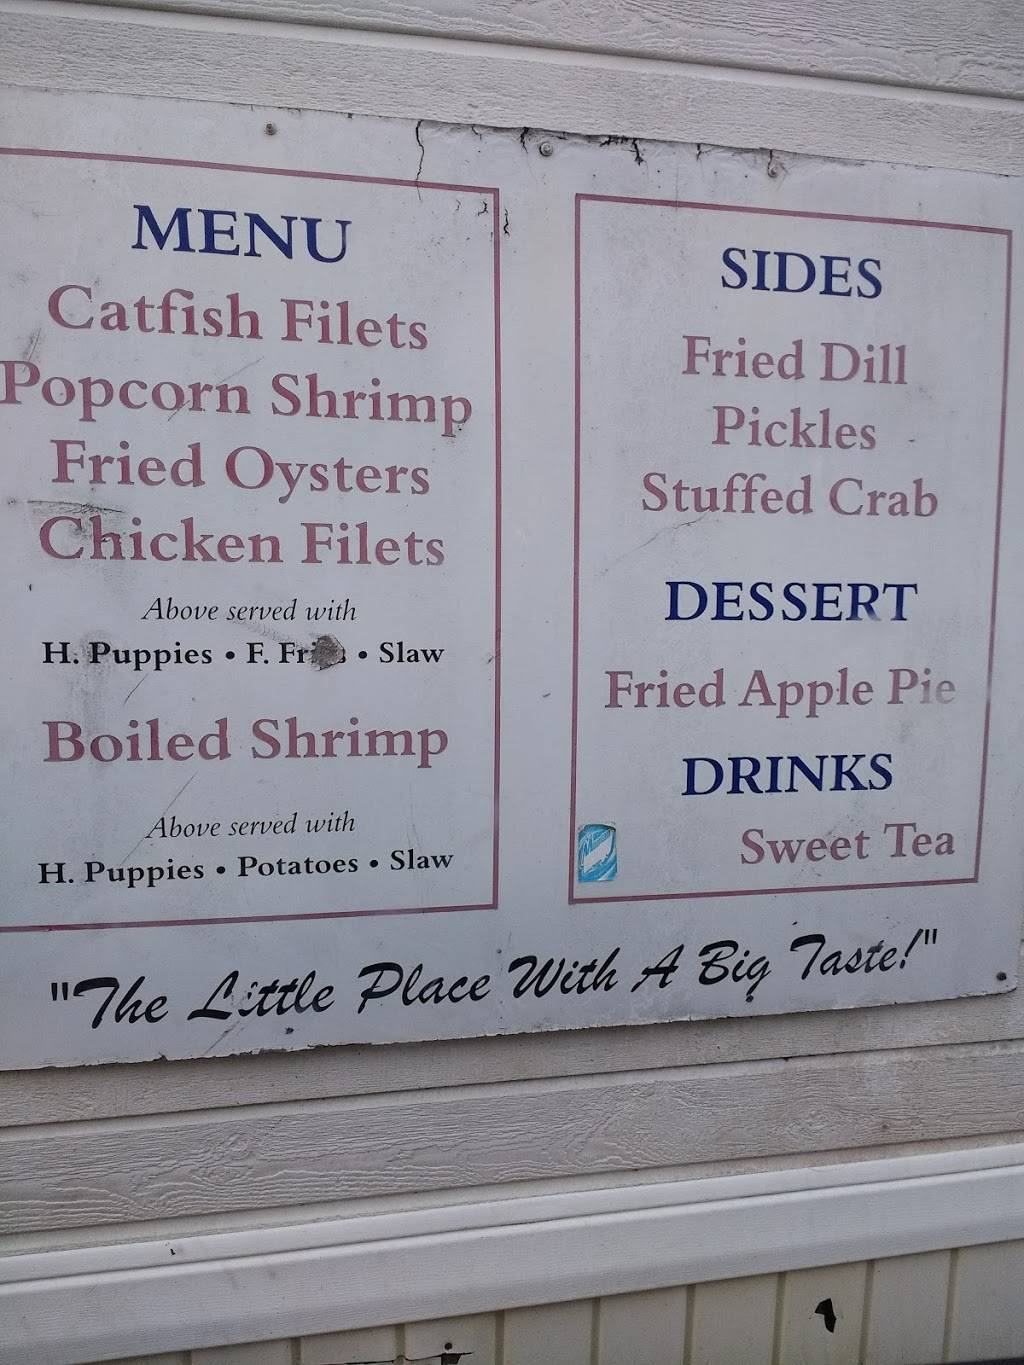 MENU
Catfish Filets
Popcorn Shrimp
Fried Oysters
Chicken Filets
Above served with
H. Puppies • F. Fries • Slaw
Boiled Shrimp
Above served with
H. Puppies • Potatoes • Slaw
SIDES
Fried Dill
Pickles
Stuffed Crab
DESSERT
Fried Apple Pie
DRINKS
Sweet Tea
"The Little Place With A Big Taste!"